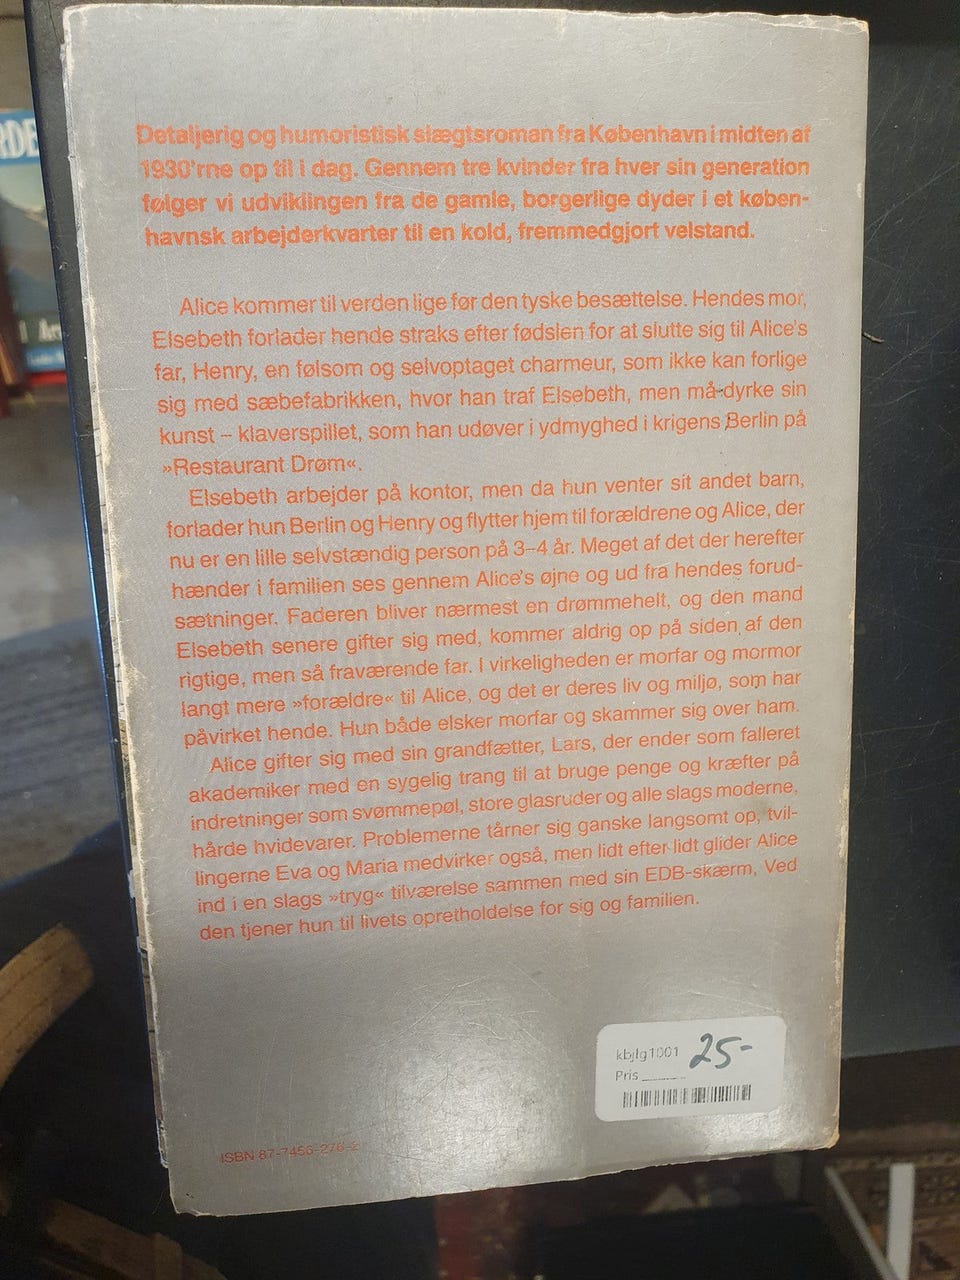 Detaljerig og humoristisk slægtsroman fra København i midten af
1930'rne op til i dag. Gennem tre kvinder fra hver sin generation
følger vi udviklingen fra de gamle, borgerlige dyder i et køben-
havnsk arbejderkvarter til en kold, fremmedgjort velstand.
Alice kommer til verden lige før den tyske besættelse. Hendes mor,
Elsebeth forlader hende straks efter fødslen for at slutte sig til Alice's
far, Henry, en følsom og selvoptaget charmeur, som ikke kan forlige
sig med sæbefabrikken, hvor han traf Elsebeth, men må dyrke sin
kunst – klaverspillet, som han udøver i ydmyghed i krigens Berlin på
»Restaurant Drøm«.
Elsebeth arbejder på kontor, men da hun venter sit andet barn,
forlader hun Berlin og Henry og flytter hjem til forældrene og Alice, der
nu er en lille selvstændig person på 3–4 år. Meget af det der herefter
hænder i familien ses gennem Alice's øjne og ud fra hendes forud-
sætninger. Faderen bliver nærmest en drømmehelt, og den mand
Elsebeth senere gifter sig med, kommer aldrig op på siden af den
rigtige, men så fraværende far. I virkeligheden er morfar og mormor
langt mere »forældre« til Alice, og det er deres liv og miljø, som har
påvirket hende. Hun både elsker morfar og skammer sig over ham.
Alice gifter sig med sin grandfætter, Lars, der ender som falleret
akademiker med en sygelig trang til at bruge penge og kræfter på
indretninger som svømmepøl, store glasruder og alle slags moderne,
hårde hvidevarer. Problemerne tårner sig ganske langsomt op, tvil-
lingerne Eva og Maria medvirker også, men lidt efter lidt glider Alice
ind i en slags »tryg« tilværelse sammen med sin EDB-skærm, Ved
den tjener hun til livets opretholdelse for sig og familien.
kbjlg1001 25-
Pris
ISBN 87-7456-276-2